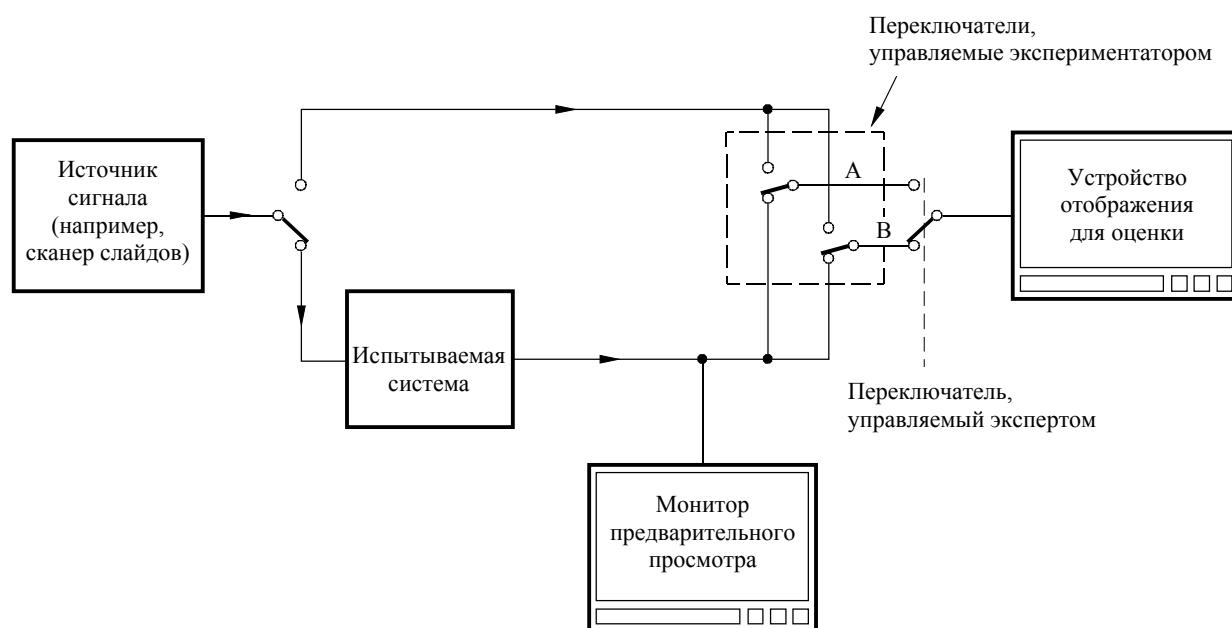 Переключатели,
управляемые экспериментатором
Источник
сигнала
(например,
сканер слайдов)
A
B
Устройство
отображения
для оценки
Испытываемая
система
Переключатель,
управляемый экспертом
Монитор
предварительного
просмотра